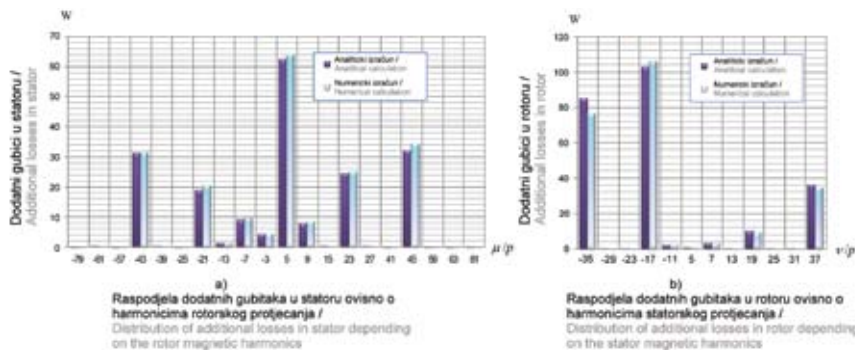 W
70
60
50
40
30
20
10
0
Dodatni gubici u statoru /
Additional losses in stator
Analitički izračun /
Analitical calculation
Numerički izračun /
Numerical calculation
-79 -61 -57 -43 -39 -25 -21 -13 -7 -3 5 9 15 23 27 41 45 59 63 81
μ/p
a)
Raspodjela dodatnih gubitaka u statoru ovisno o
harmonicima rotorskog protjecanja /
Distribution of additional losses in stator depending
on the rotor magnetic harmonics
W
120
100
80
60
40
20
0
Dodatni gubici u rotoru /
Additional losses in rotor
Analitički izračun /
Analitical calculation
Numerički izračun /
Numerical calculation
-35 -29 -23 -17 -11 5 7 13 19 25 31 37
ν/p
b)
Raspodjela dodatnih gubitaka u rotoru ovisno o
harmonicima statorskog protjecanja /
Distribution of additional losses in rotor depending
on the stator magnetic harmonics